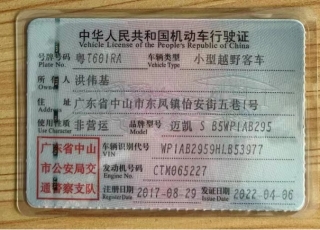 中华人民共和国机动车行驶证
Vehicle License of the People's Republic of China
号牌号码 粤T681RA 车辆类型 小型越野客车
Plate No. Vehicle Type
所 有 人 洪伟基
Owner
住 址 广东省中山市东凤镇怡安街五巷1号
Address
使用性质 非营运 品牌型号 迈凯 S B5WP1AB295
Use Character Model
广东省中山
市公安局交
通警察支队
车辆识别代号 WP1AB2959HLB53977
VIN
发动机号码 CTM065227
Engine No.
注册日期 2017-08-29 发证日期 2022-04-06
Register Date Issue Date